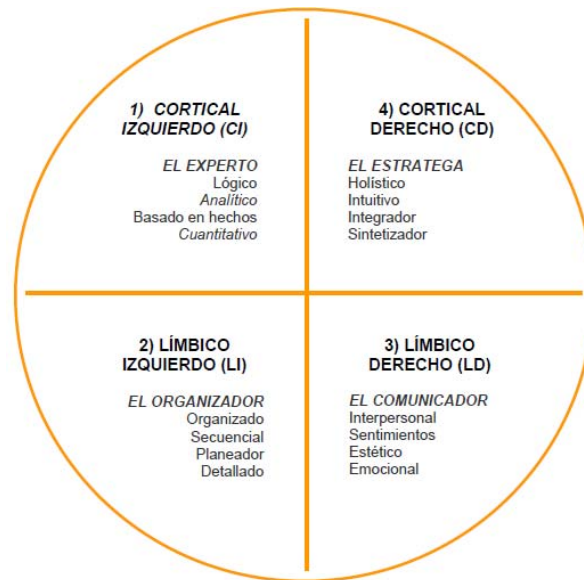 1) CORTICAL
IZQUIERDO (CI)
EL EXPERTO
Lógico
Analítico
Basado en hechos
Cuantitativo
4) CORTICAL
DERECHO (CD)
EL ESTRATEGA
Holístico
Intuitivo
Integrador
Sintetizador
2) LÍMBICO
IZQUIERDO (LI)
EL ORGANIZADOR
Organizado
Secuencial
Planeador
Detallado
3) LÍMBICO
DERECHO (LD)
EL COMUNICADOR
Interpersonal
Sentimientos
Estético
Emocional